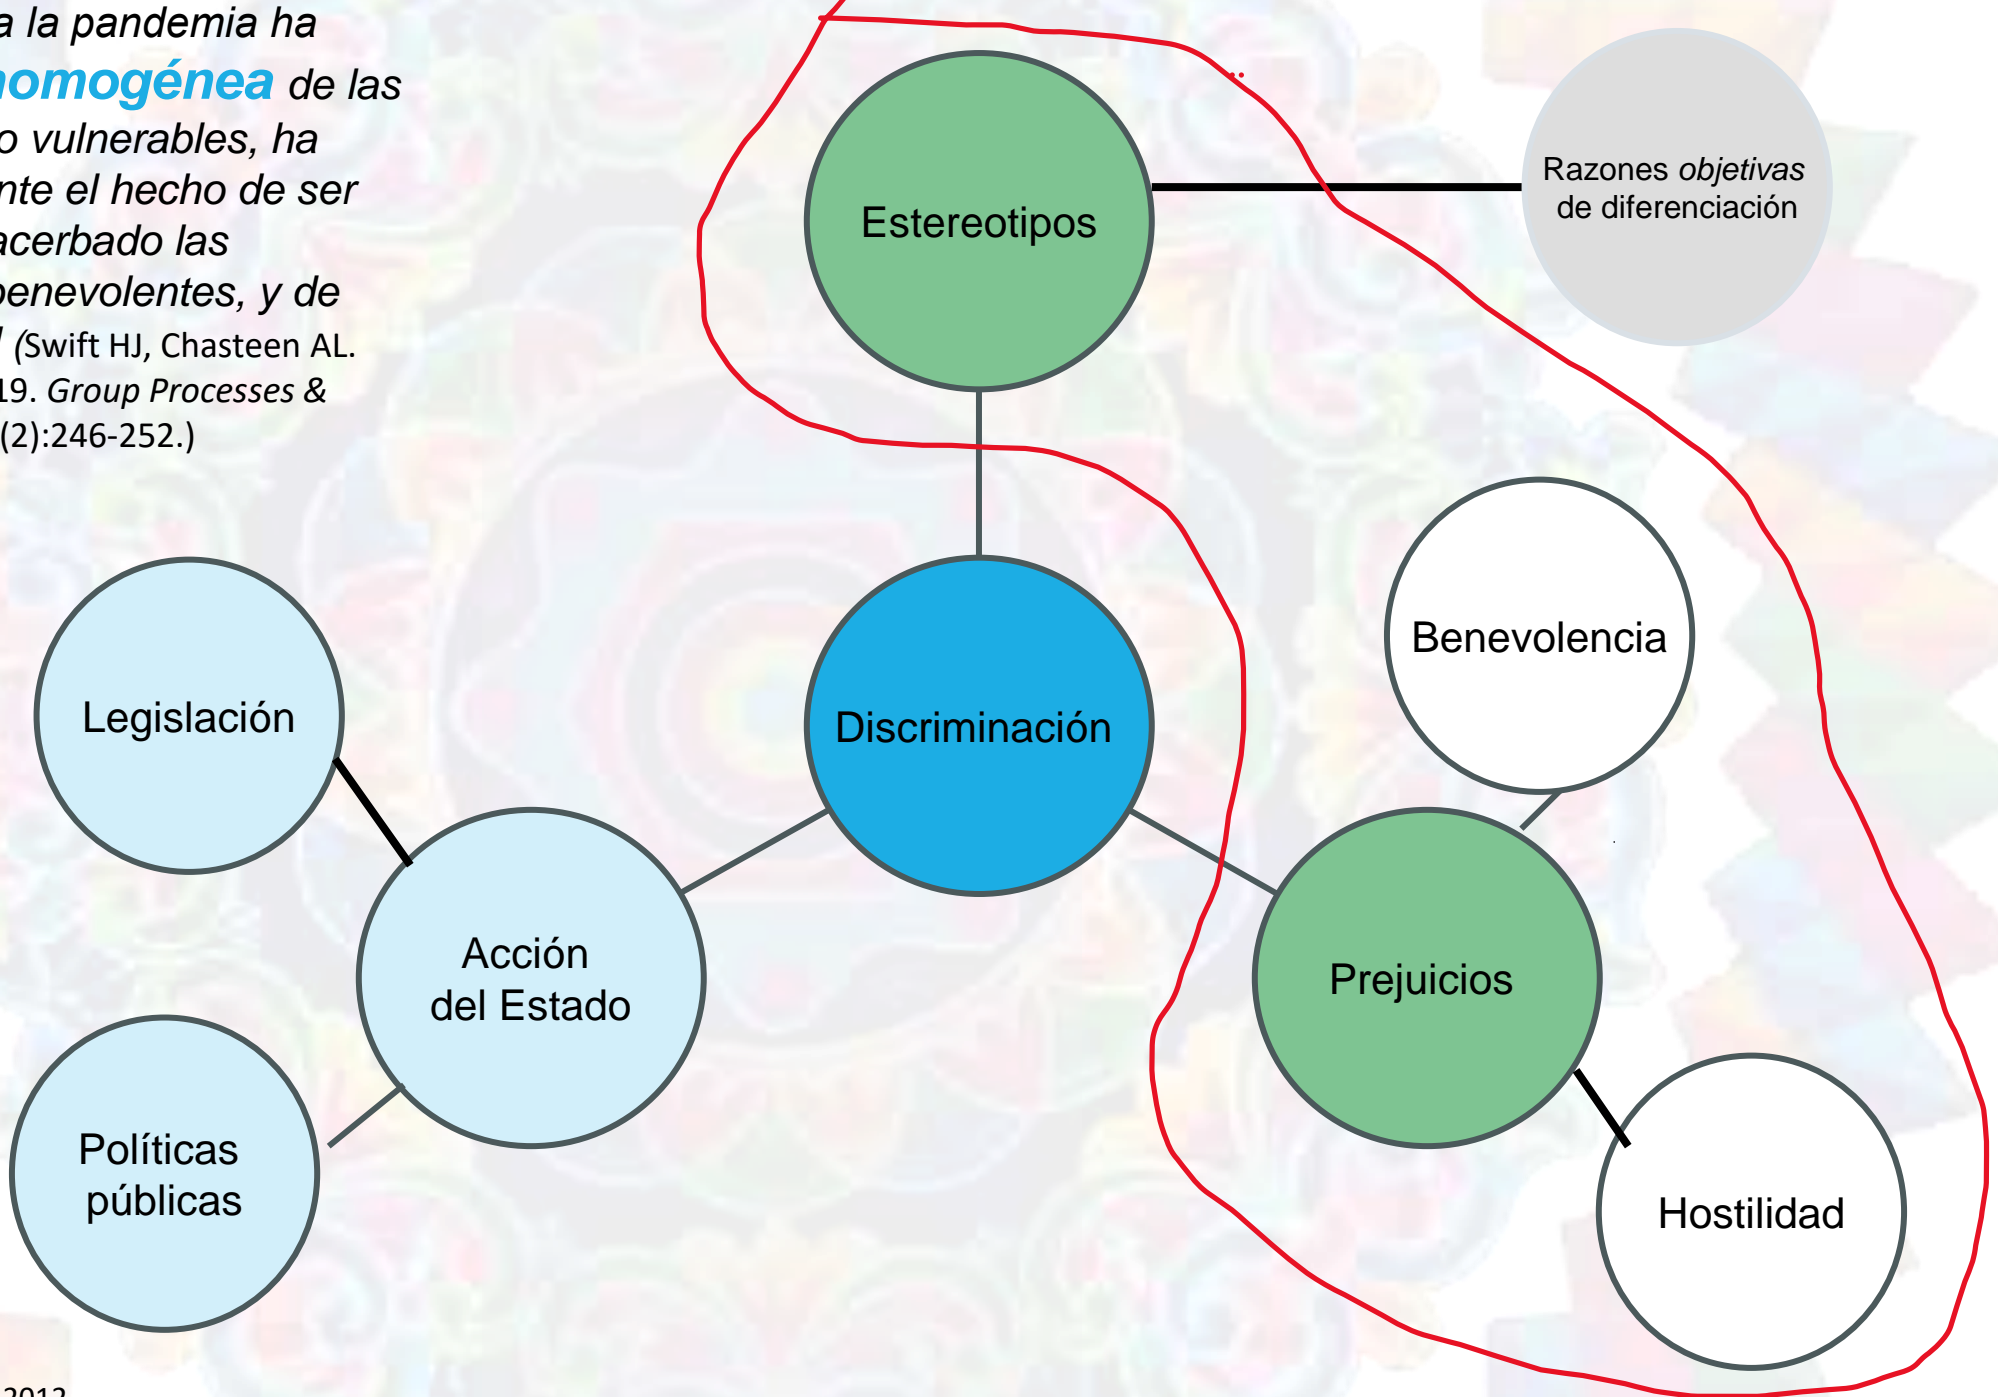 a la pandemia ha
homogénea de las
o vulnerables, ha
nte el hecho de ser
acerbado las
benevolentes, y de
(Swift HJ, Chasteen AL.
19. Group Processes &
(2):246-252.)
Estereotipos
Razones objetivas
de diferenciación
Benevolencia
Legislación
Discriminación
Acción
del Estado
Prejuicios
Políticas
públicas
Hostilidad
2012